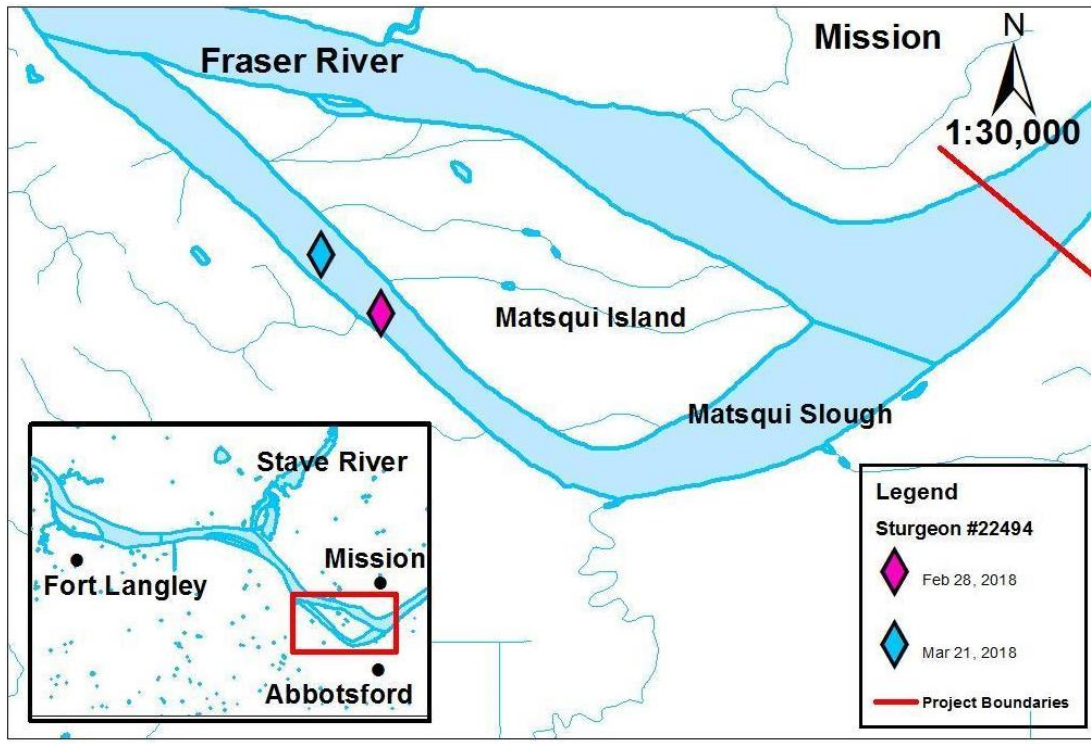 Fraser River
Mission
N
1:30,000
Matsqui Island
Matsqui Slough
Stave River
Mission
Fort Langley
Abbotsford
Legend
Sturgeon #22494
Feb 28, 2018
Mar 21, 2018
Project Boundaries